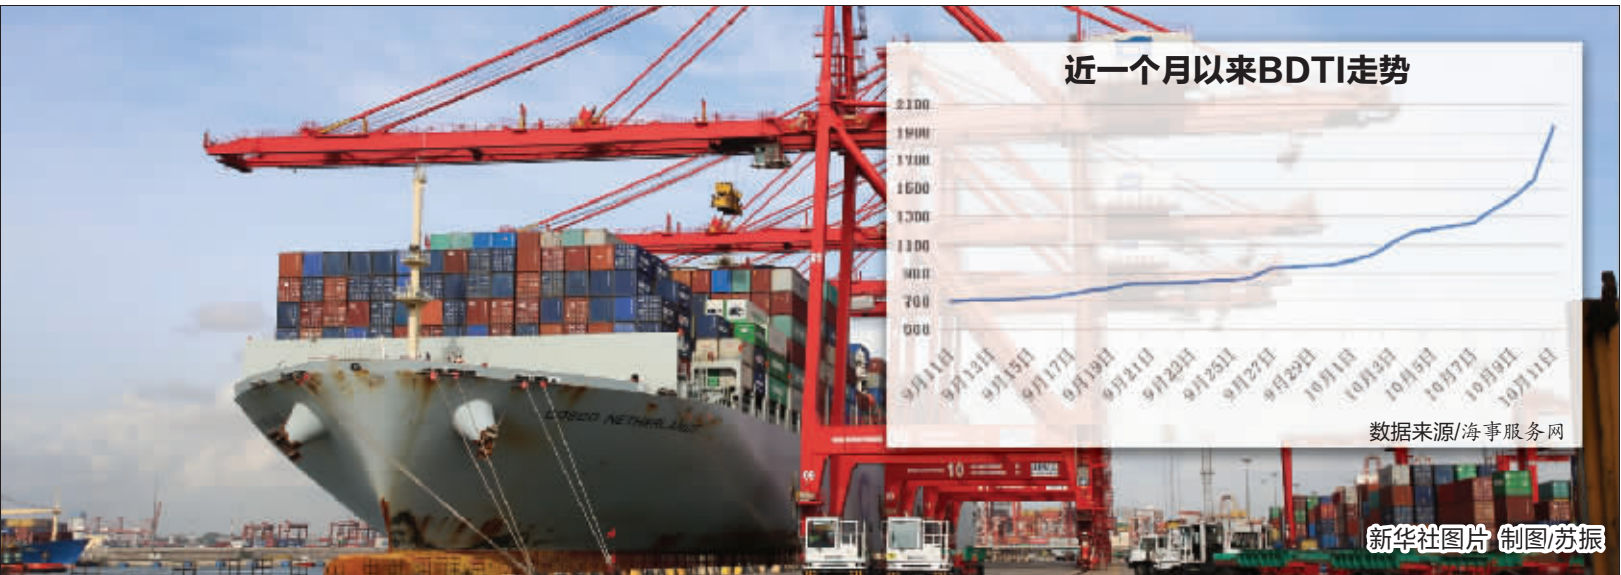 近一个月以来BDTI走势
2100
1900
1700
1500
1300
1100
900
700
500
9月11日
9月13日
9月15日
9月17日
9月19日
9月21日
9月23日
9月25日
9月27日
9月29日
10月1日
10月3日
10月5日
10月7日
10月9日
10月11日
数据来源/海事服务网
COSCO NETHERLANDS
10
新华社图片 制图/苏振